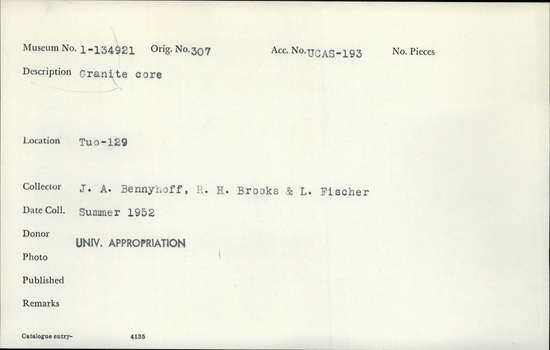 Museum No. 1-134921 Orig. No. 307 Acc. No. UCAS-193 No. Pieces
Description Granite core
Location Tuo-129
Collector J. A. Bennyhoff, R. H. Brooks & L. Fischer
Date Coll. Summer 1952
Donor UNIV. APPROPRIATION
Photo
Published
Remarks
Catalogue entry- 4135